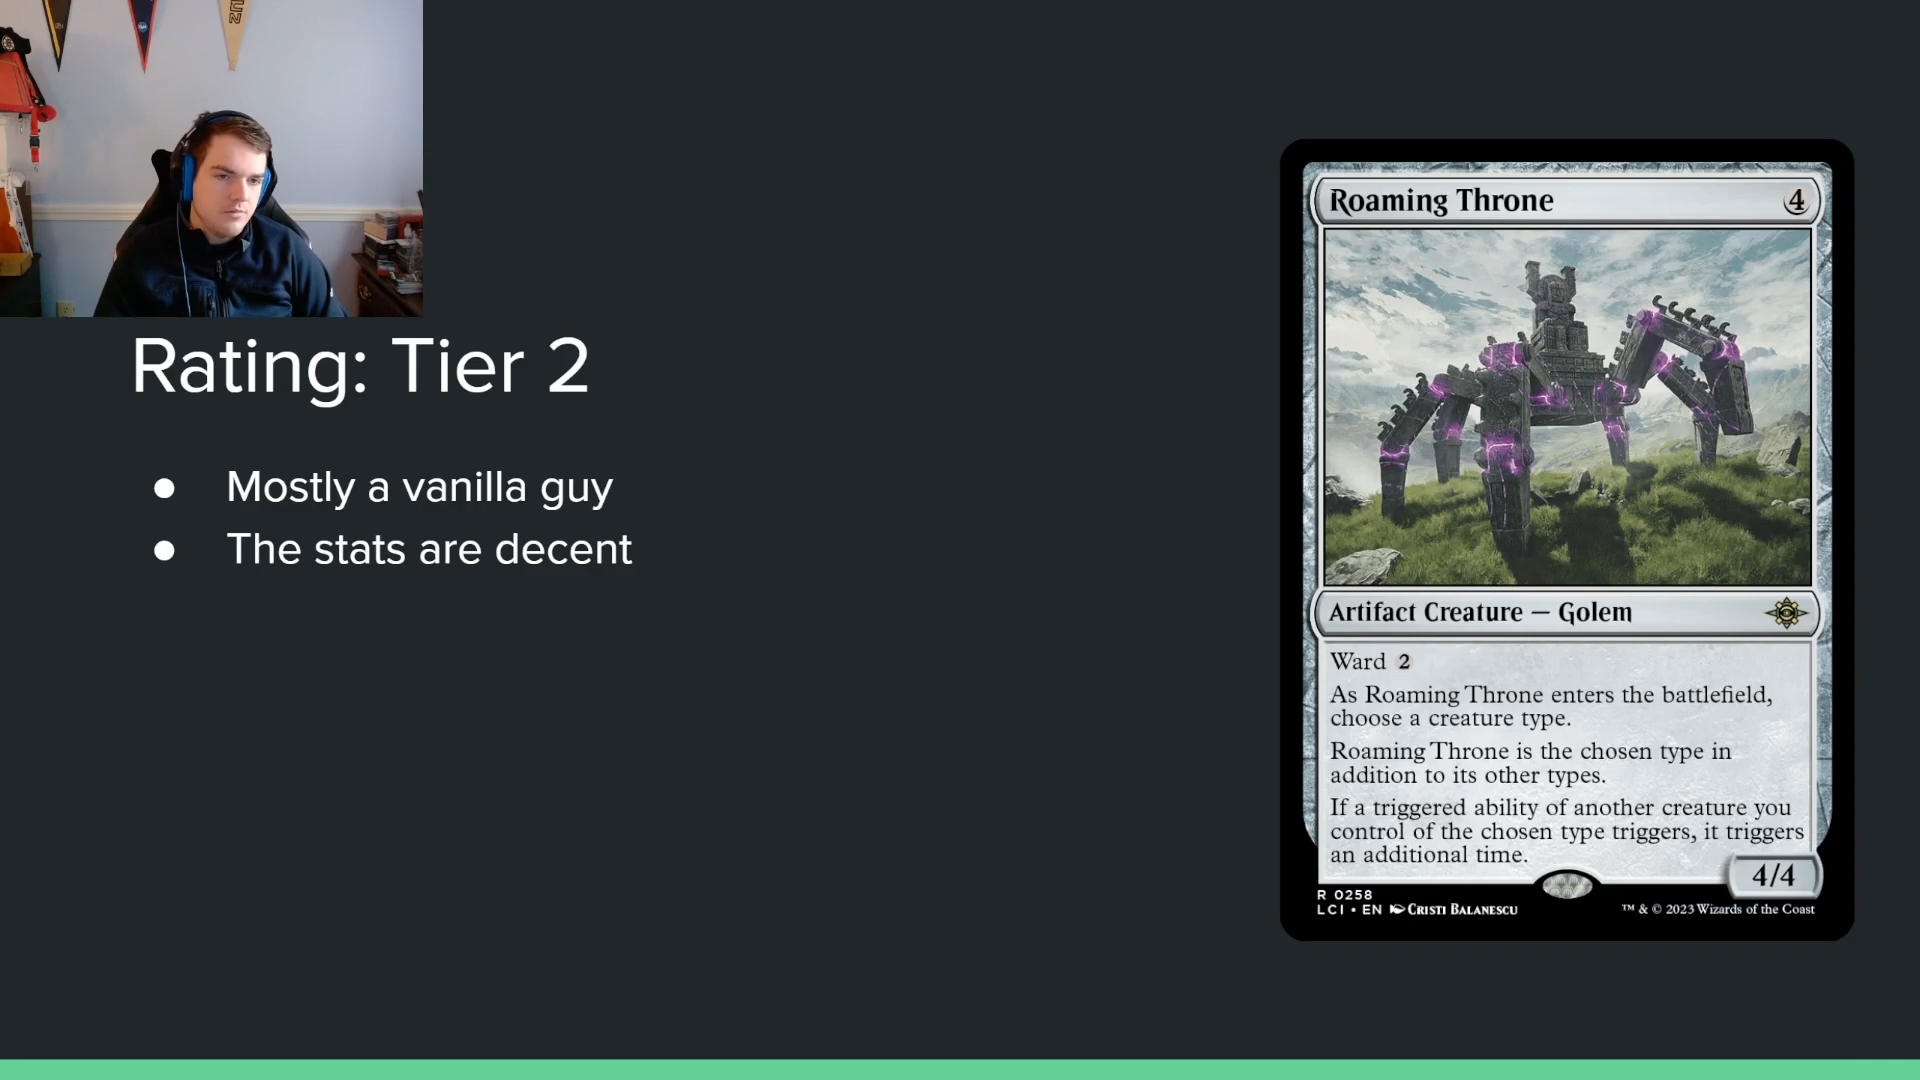 Rating: Tier 2
● Mostly a vanilla guy
● The stats are decent
Roaming Throne 4
Artifact Creature — Golem
Ward 2
As Roaming Throne enters the battlefield,
choose a creature type.
Roaming Throne is the chosen type in
addition to its other types.
If a triggered ability of another creature you
control of the chosen type triggers, it triggers
an additional time.
4/4
R 0258
LCI • EN CRISTI BALANESCU
™ & © 2023 Wizards of the Coast